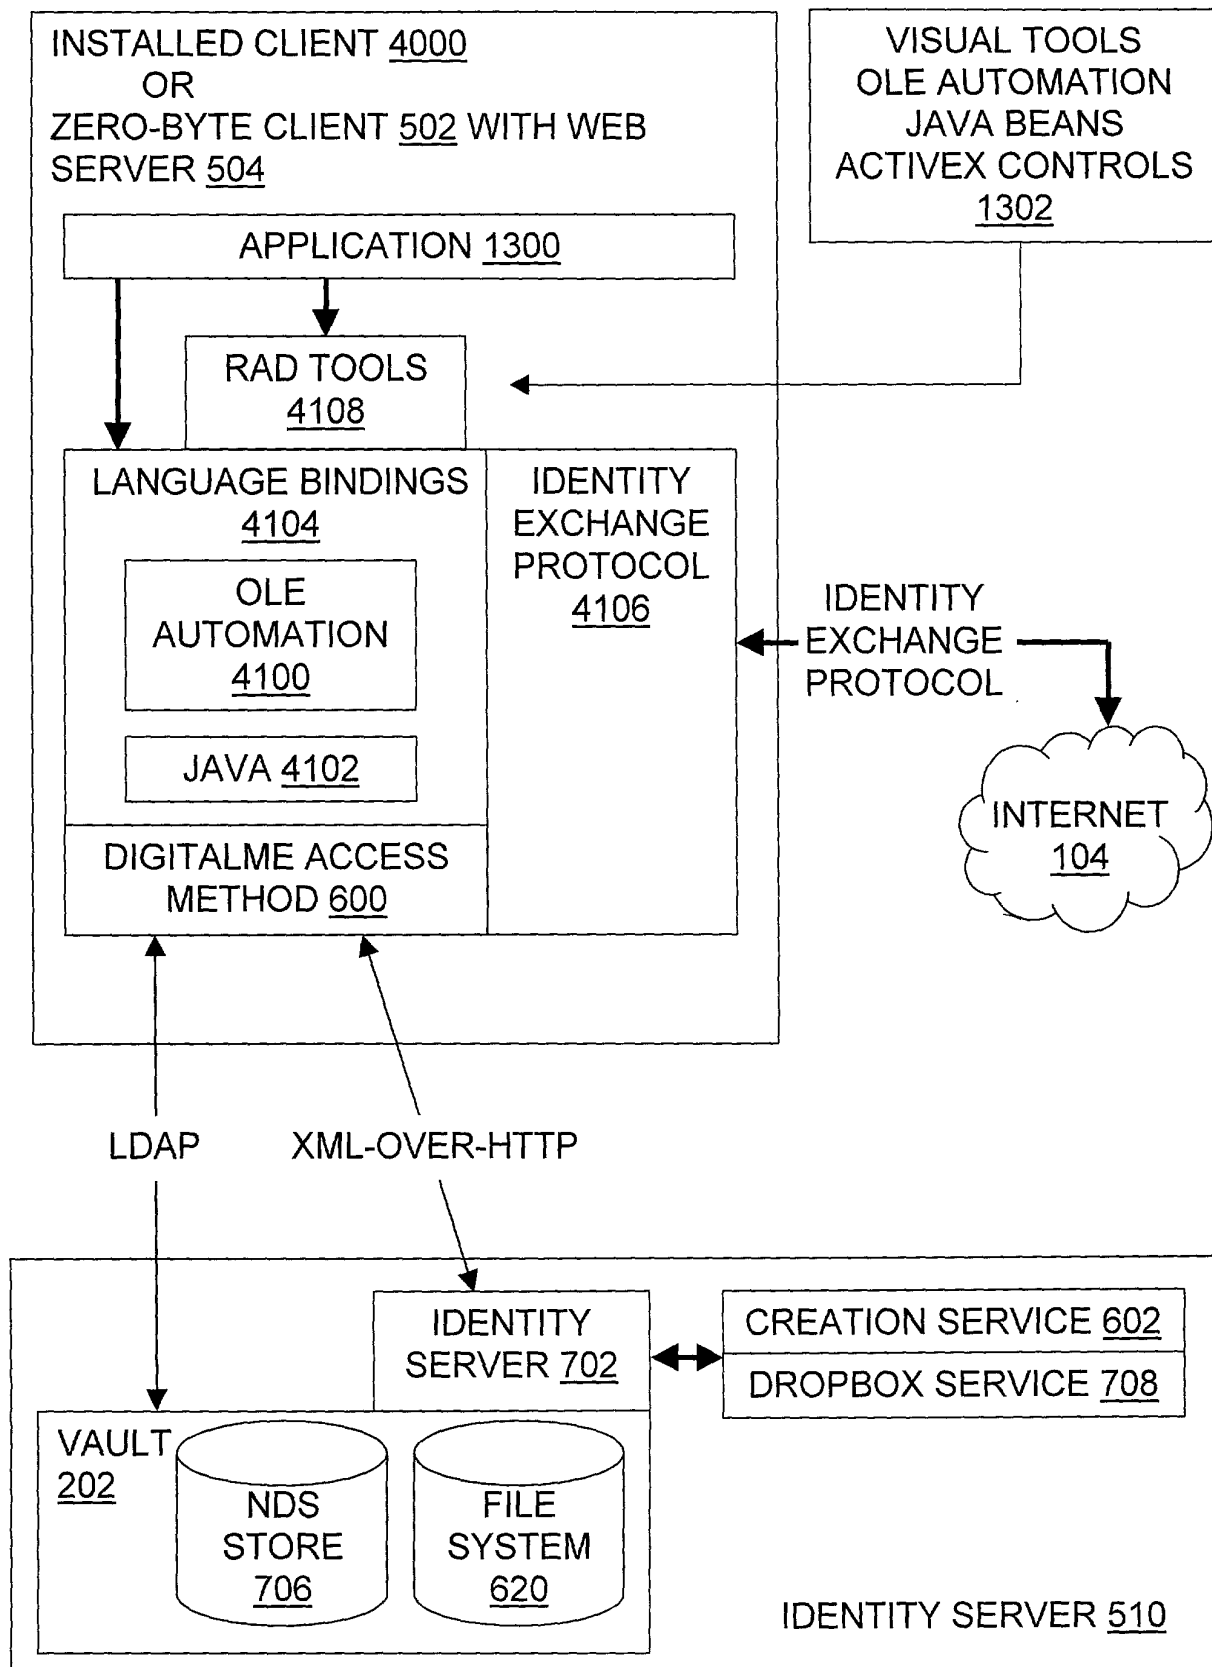 INSTALLED CLIENT 4000
OR
ZERO-BYTE CLIENT 502 WITH WEB
SERVER 504
VISUAL TOOLS
OLE AUTOMATION
JAVA BEANS
ACTIVEX CONTROLS
1302
APPLICATION 1300
RAD TOOLS
4108
LANGUAGE BINDINGS
4104
OLE
AUTOMATION
4100
JAVA 4102
IDENTITY
EXCHANGE
PROTOCOL
4106
IDENTITY
EXCHANGE
PROTOCOL
INTERNET
104
DIGITALME ACCESS
METHOD 600
LDAP
XML-OVER-HTTP
IDENTITY
SERVER 702
CREATION SERVICE 602
DROPBOX SERVICE 708
VAULT
202
NDS
STORE
706
FILE
SYSTEM
620
IDENTITY SERVER 510